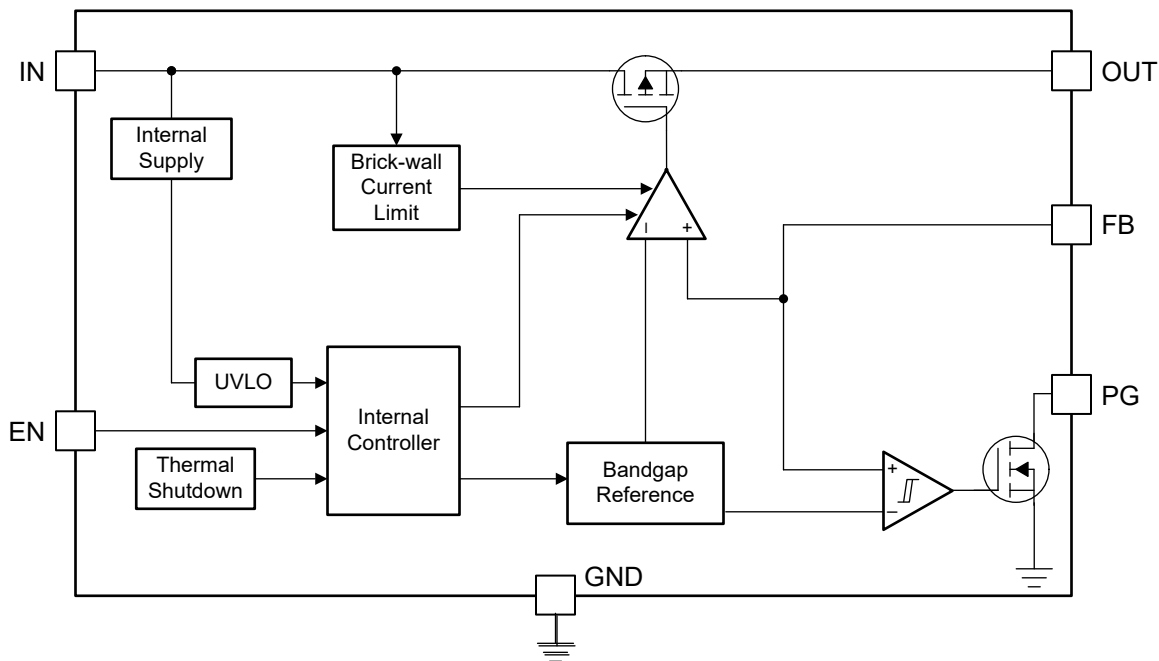 IN
OUT
Internal
Supply
Brick-wall
Current
Limit
FB
− +
UVLO
Internal
Controller
PG
EN
Thermal
Shutdown
Bandgap
Reference
+
−
GND